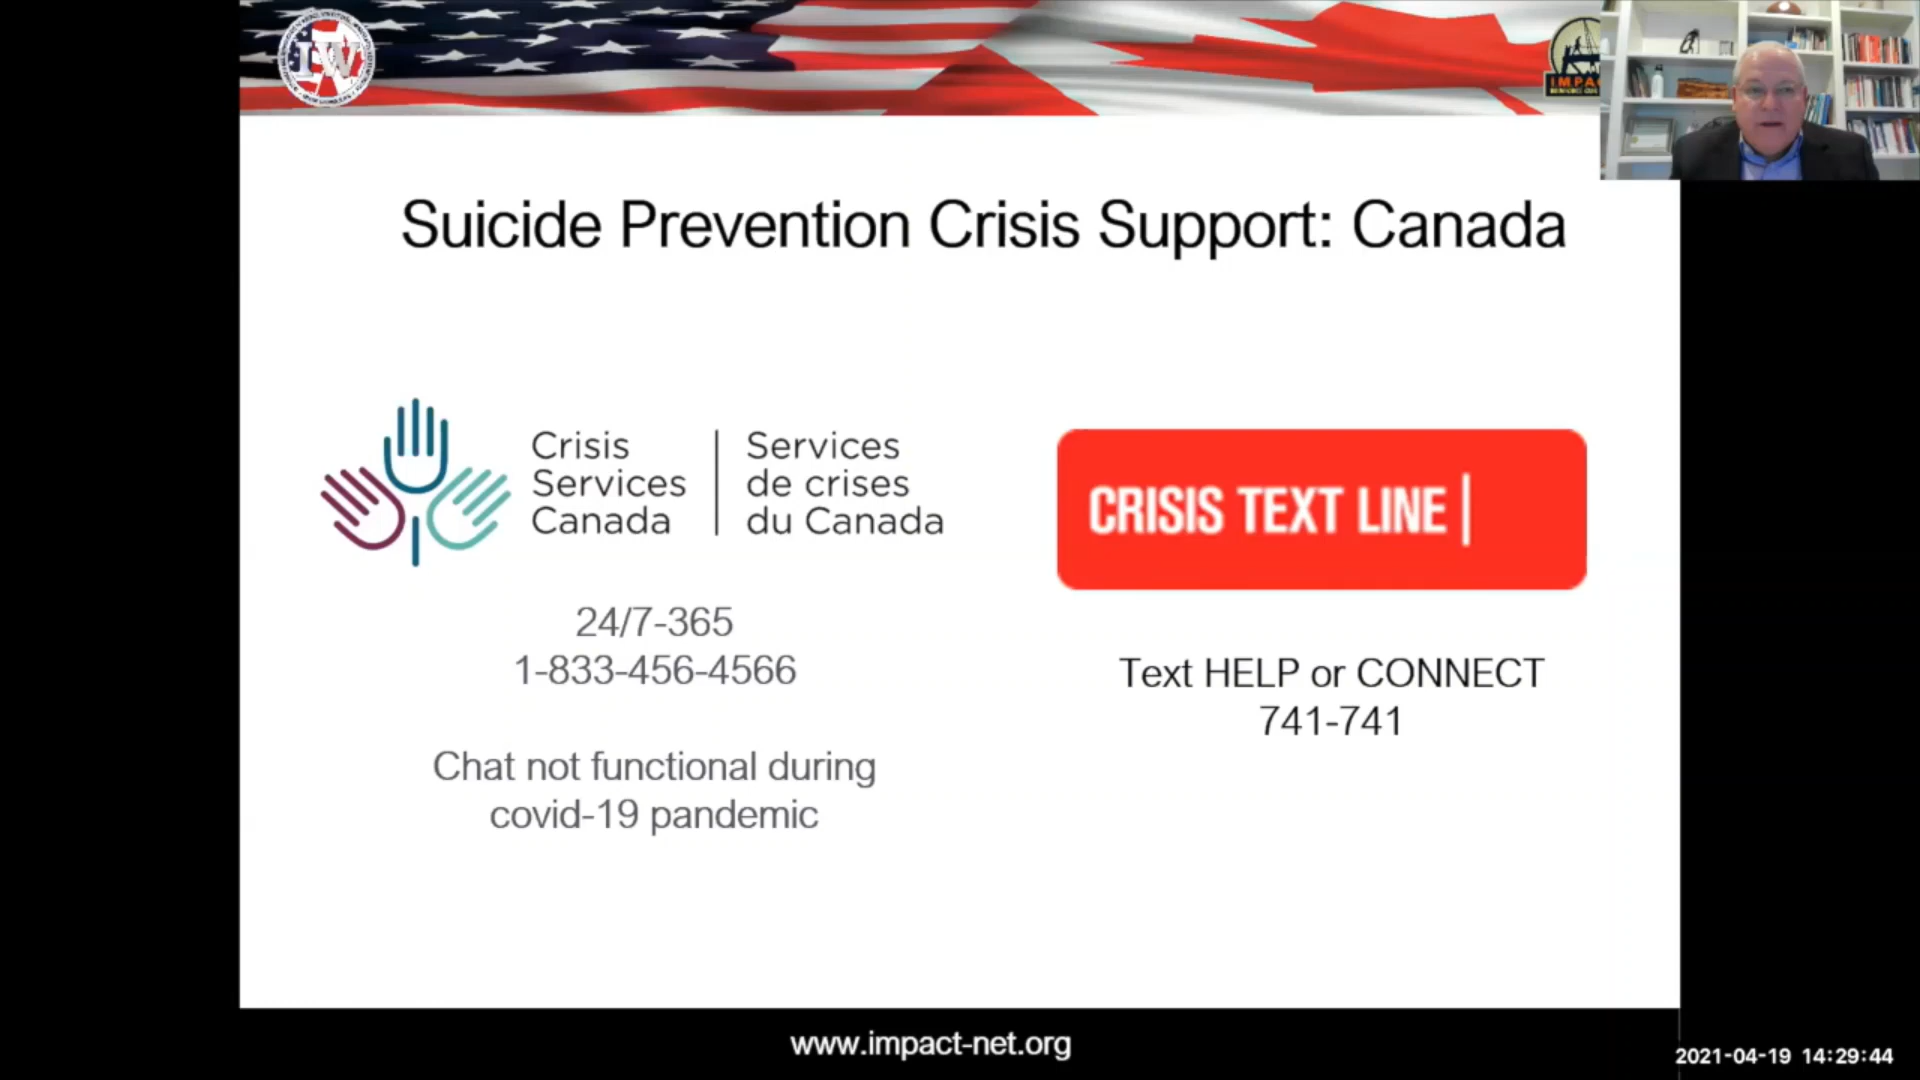 IW
IMPAC
Suicide Prevention Crisis Support: Canada
Crisis
Services
Canada
Services
de crises
du Canada
CRISIS TEXT LINE
24/7-365
1-833-456-4566
Text HELP or CONNECT
741-741
Chat not functional during
covid-19 pandemic
www.impact-net.org
2021-04-19 14:29:44